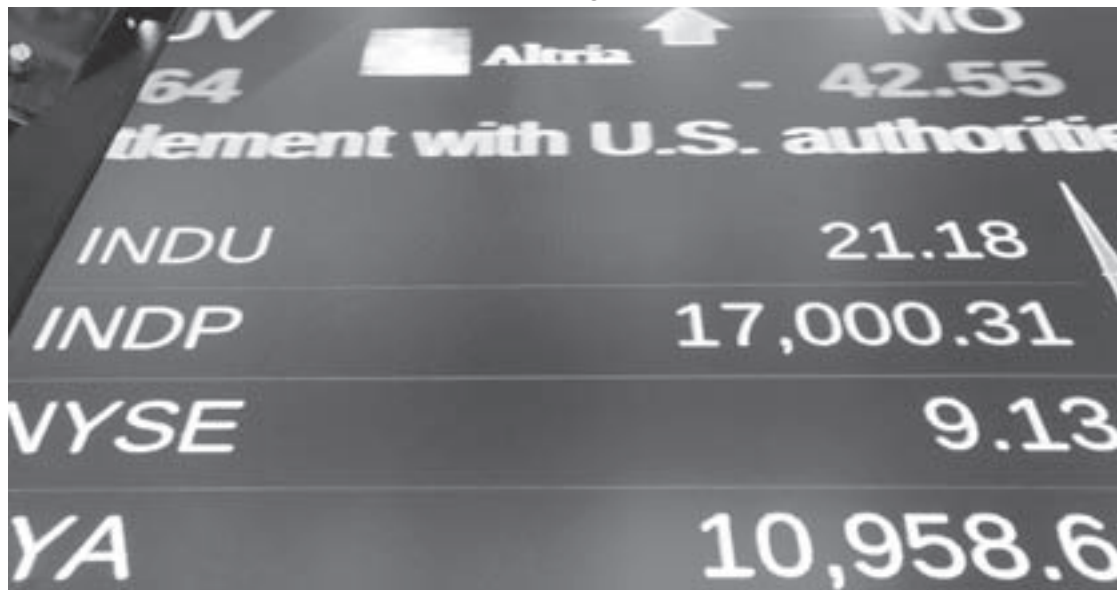 JV MO
Altria
64 - 42.55
tlement with U.S. authoritie
INDU 21.18
INDP 17,000.31
NYSE 9.13
YA 10,958.6